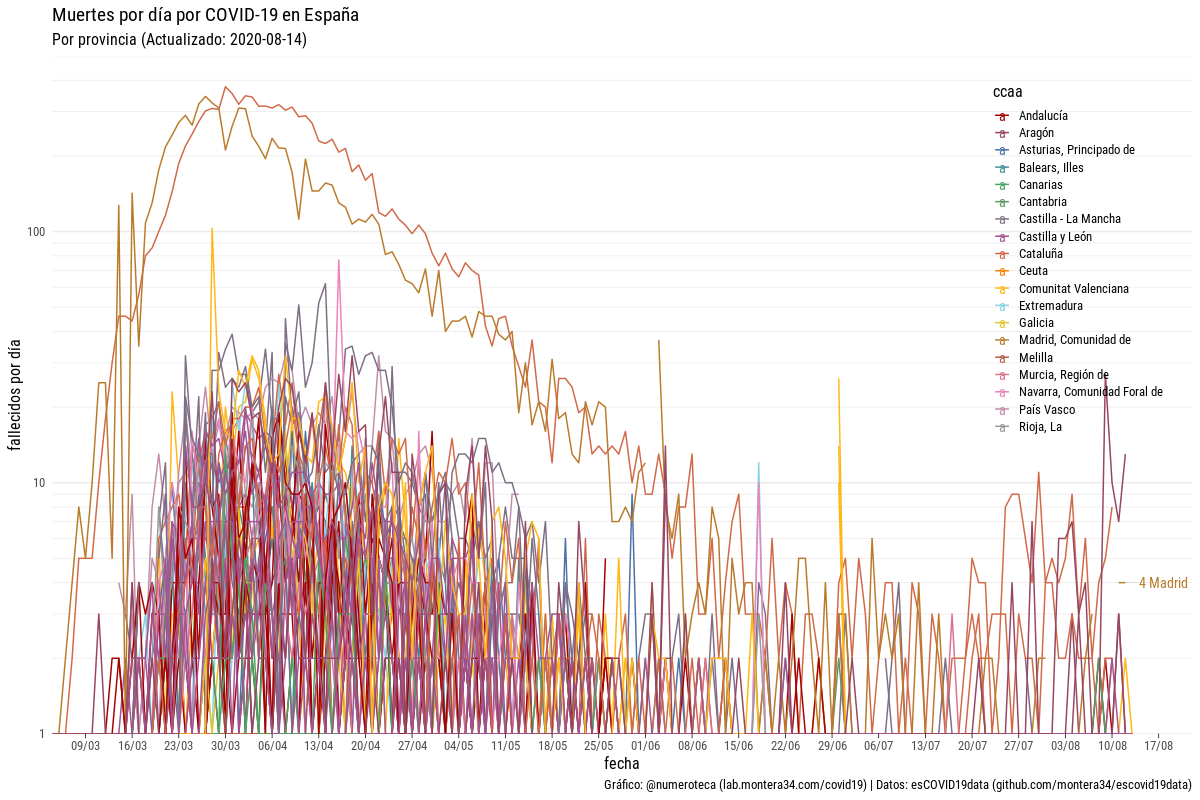 Muertes por día por COVID-19 en España
Por provincia (Actualizado: 2020-08-14)
fallecidos por día
100
10
1
ccaa
Andalucía
Aragón
Asturias, Principado de
Balears, Illes
Canarias
Cantabria
Castilla - La Mancha
Castilla y León
Cataluña
Ceuta
Comunitat Valenciana
Extremadura
Galicia
Madrid, Comunidad de
Melilla
Murcia, Región de
Navarra, Comunidad Foral de
País Vasco
Rioja, La
4 Madrid
09/03 16/03 23/03 30/03 06/04 13/04 20/04 27/04 04/05 11/05 18/05 25/05 01/06 08/06 15/06 22/06 29/06 06/07 13/07 20/07 27/07 03/08 10/08 17/08
fecha
Gráfico: @numeroteca (lab.montera34.com/covid19) | Datos: esCOVID19data (github.com/montera34/escovid19data)